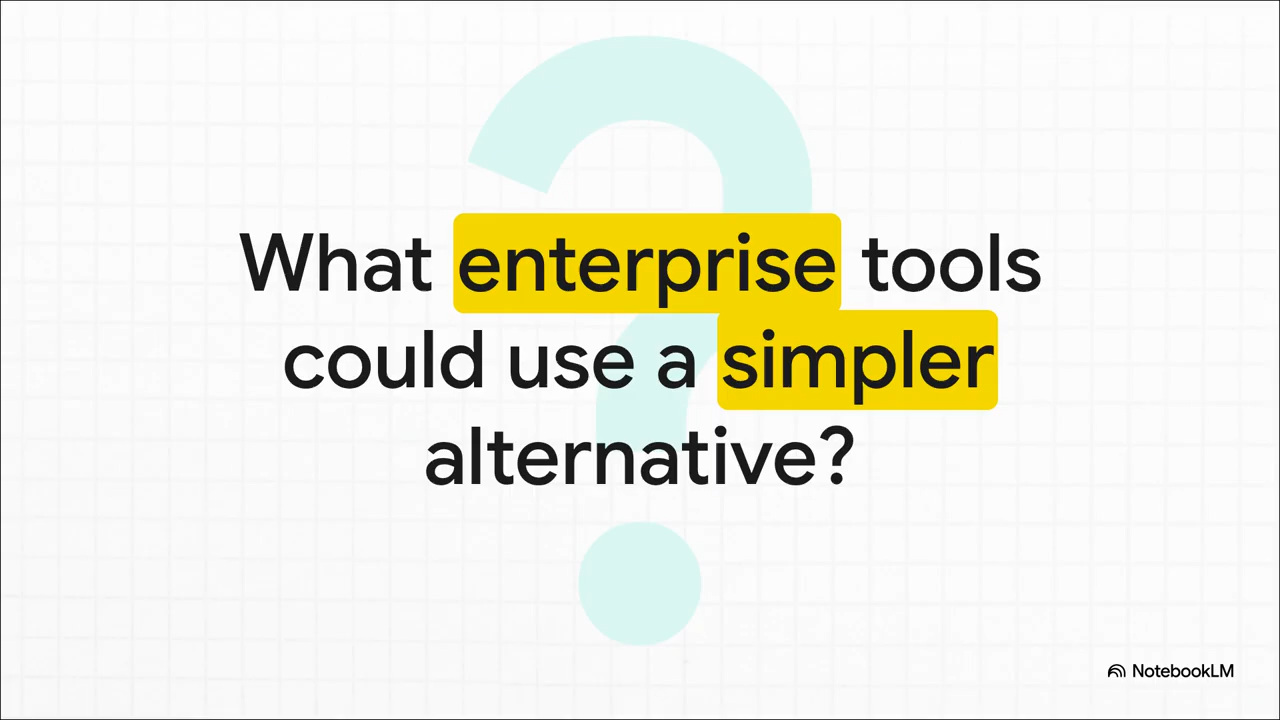 What enterprise tools
could use a simpler
alternative?
NotebookLM